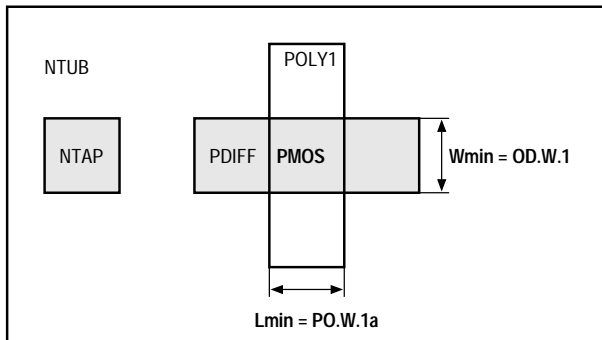 POLY1
NTUB
NTAP
PDIFF
PMOS
Wmin = OD.W.1
Lmin = PO.W.1a